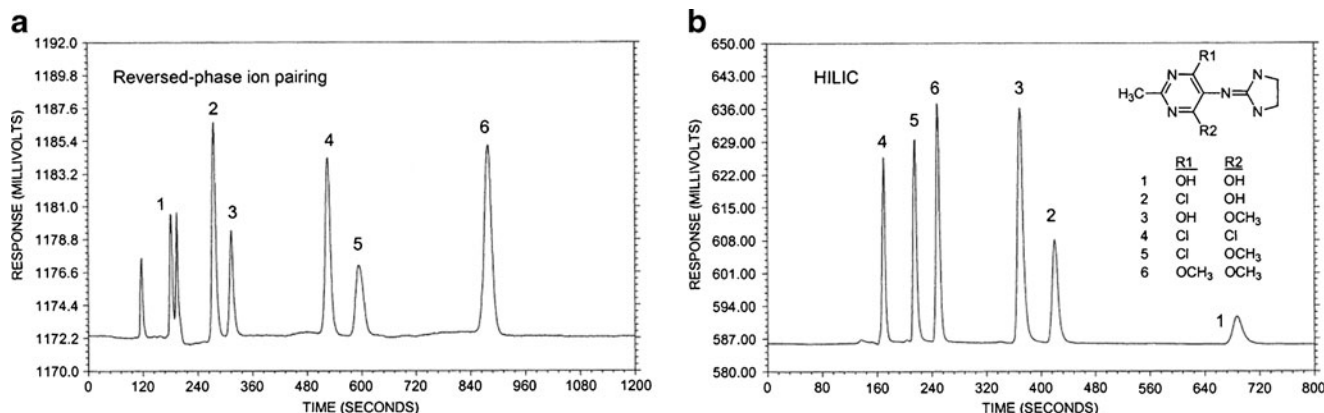 a
1192.0
1189.8
1187.6
1185.4
1183.2
1181.0
1178.8
1176.6
1174.4
1172.2
1170.0
RESPONSE (MILLIVOLTS)
Reversed-phase ion pairing
1
2
3
4
5
6
0 120 240 360 480 600 720 840 960 1080 1200
TIME (SECONDS)
b
650.00
643.00
636.00
629.00
622.00
615.00
608.00
601.00
594.00
587.00
580.00
RESPONSE (MILLIVOLTS)
HILIC
4
5
6
3
2
1
R1
N
N
H₃C
N
N
N
R2
R1 R2
1 OH OH
2 Cl OH
3 OH OCH₃
4 Cl Cl
5 Cl OCH₃
6 OCH₃ OCH₃
0 80 160 240 320 400 480 560 640 720 800
TIME (SECONDS)